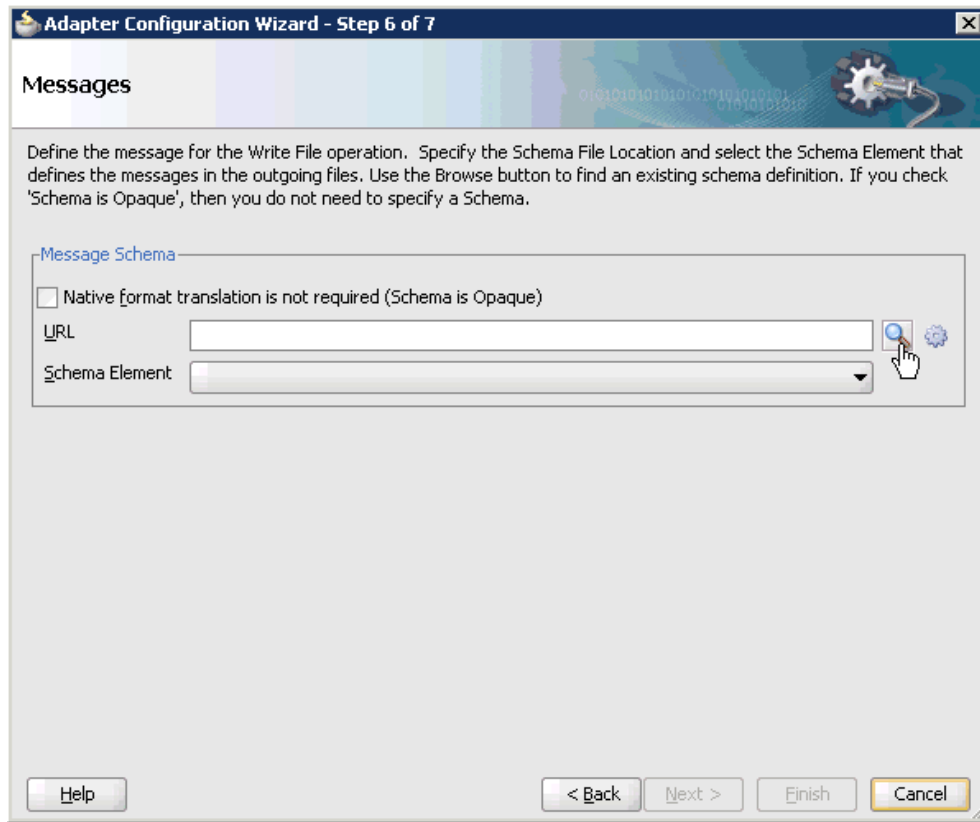 Adapter Configuration Wizard - Step 6 of 7
Messages
0101010101010101010101
01010101010
Define the message for the Write File operation.  Specify the Schema File Location and select the Schema Element that
defines the messages in the outgoing files. Use the Browse button to find an existing schema definition. If you check
'Schema is Opaque', then you do not need to specify a Schema.
Message Schema
Native format translation is not required (Schema is Opaque)
URL
Schema Element
Help
< Back
Next >
Finish
Cancel